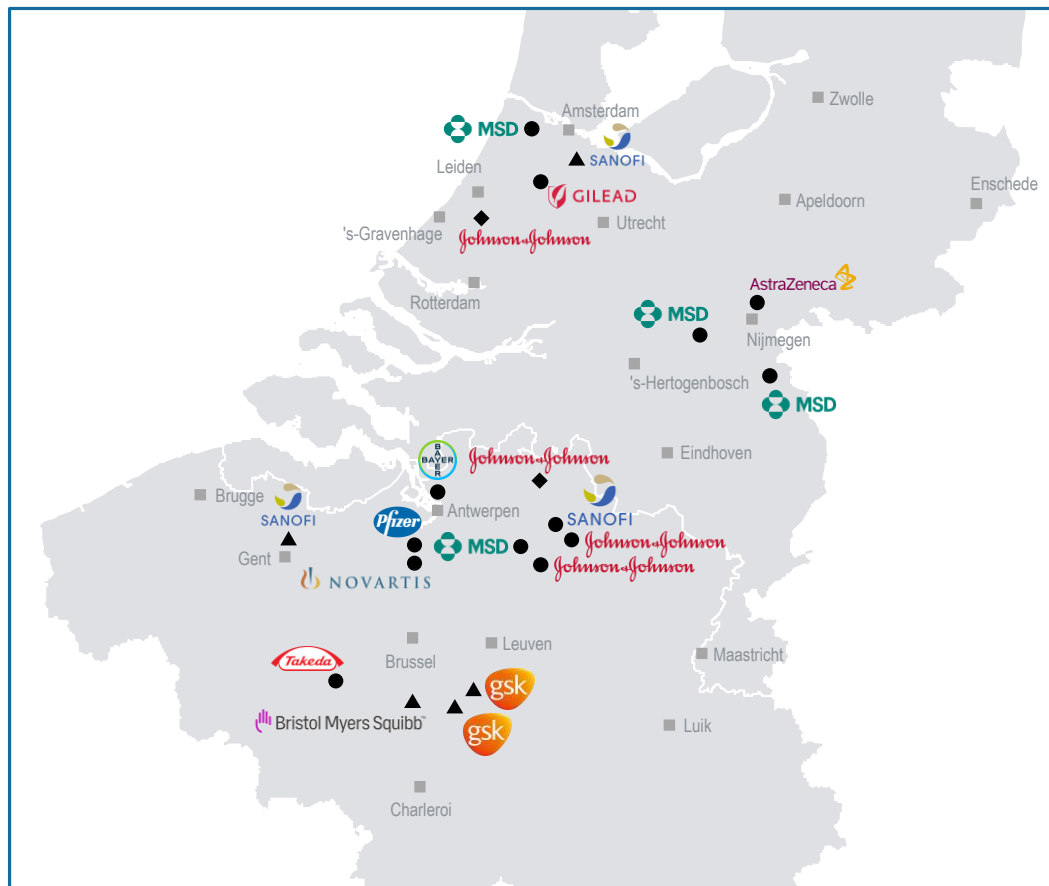 Zwolle
Amsterdam
MSD
SANOFI
Leiden
GILEAD
Enschede
Apeldoorn
's-Gravenhage
Utrecht
Johnson&Johnson
AstraZeneca
Rotterdam
MSD
Nijmegen
's-Hertogenbosch
MSD
BAYER
BAYER
Johnson&Johnson
Eindhoven
Brugge
SANOFI
Antwerpen
Pfizer
SANOFI
MSD
Johnson&Johnson
Gent
Johnson&Johnson
NOVARTIS
Leuven
Maastricht
Brussel
Takeda
gsk
Bristol Myers Squibb™
Luik
gsk
Charleroi